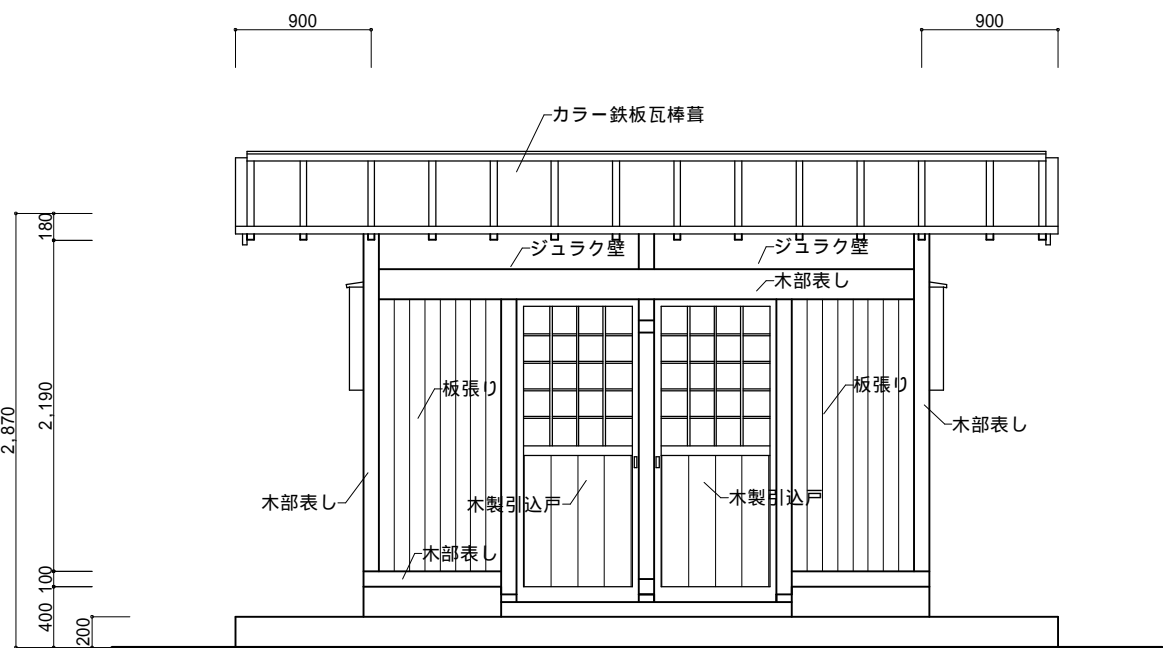 900
900
カラー鉄板瓦棒葺
180
ジュラク壁
ジュラク壁
木部表し
2,190
2,870
板張り
板張り
木部表し
木部表し
木製引込戸
木製引込戸
木部表し
100
400
200